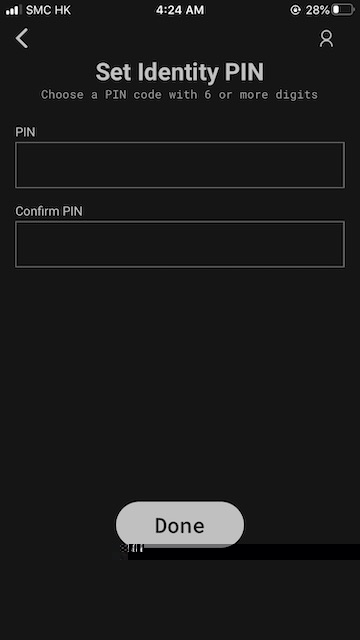 SMC HK 4:24 AM 28%
Set Identity PIN
Choose a PIN code with 6 or more digits
PIN
Confirm PIN
Done